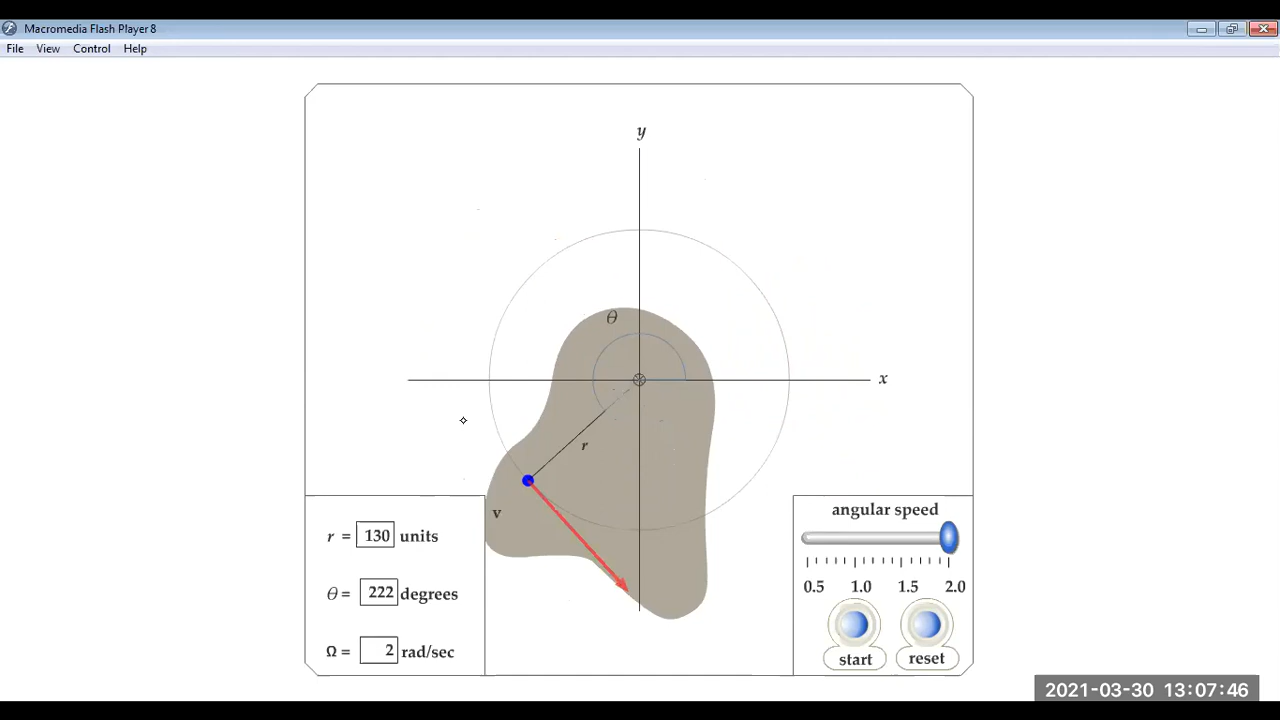 Macromedia Flash Player 8
File View Control Help
y
θ
x
r
v
r = 130 units
θ = 222 degrees
Ω = 2 rad/sec
angular speed
0.5 1.0 1.5 2.0
start reset
2021-03-30 13:07:46